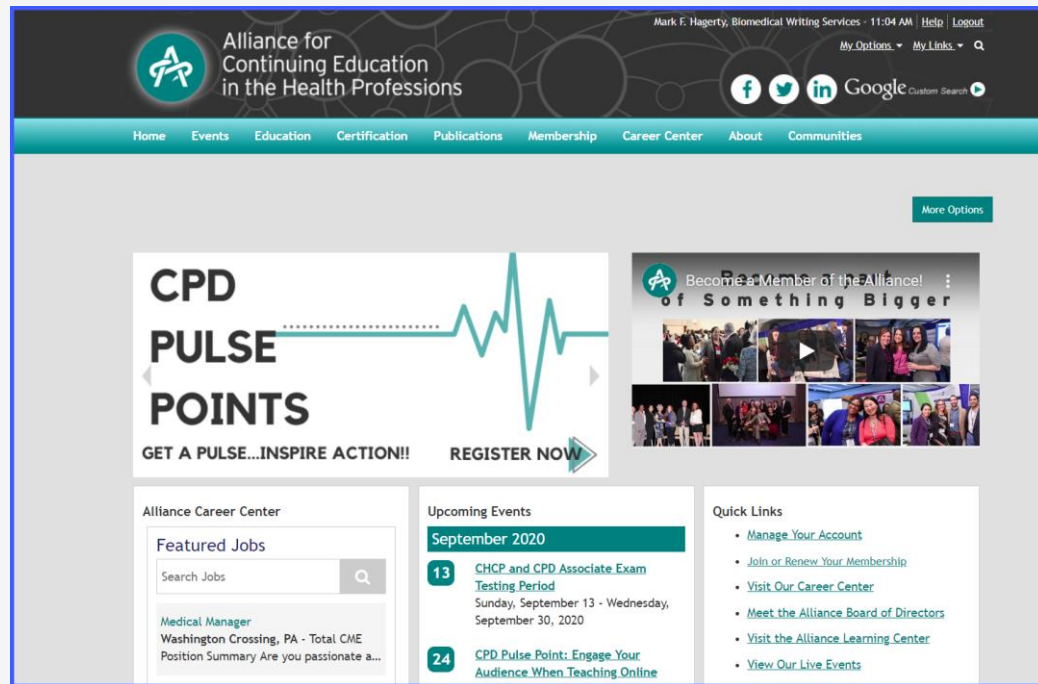 Mark F. Hagerty, Biomedical Writing Services - 11:04 AM Help Logout
My Options My Links
Alliance for
Continuing Education
in the Health Professions
Google Custom Search
Home Events Education Certification Publications Membership Career Center About Communities
More Options
CPD
PULSE
POINTS
GET A PULSE...INSPIRE ACTION!!
REGISTER NOW
Become a Member of the Alliance!
Become a part
of Something Bigger
Alliance Career Center
Featured Jobs
Search Jobs
Medical Manager
Washington Crossing, PA - Total CME
Position Summary Are you passionate a...
Upcoming Events
September 2020
13
CHCP and CPD Associate Exam
Testing Period
Sunday, September 13 - Wednesday,
September 30, 2020
24
CPD Pulse Point: Engage Your
Audience When Teaching Online
Quick Links
Manage Your Account
Join or Renew Your Membership
Visit Our Career Center
Meet the Alliance Board of Directors
Visit the Alliance Learning Center
View Our Live Events